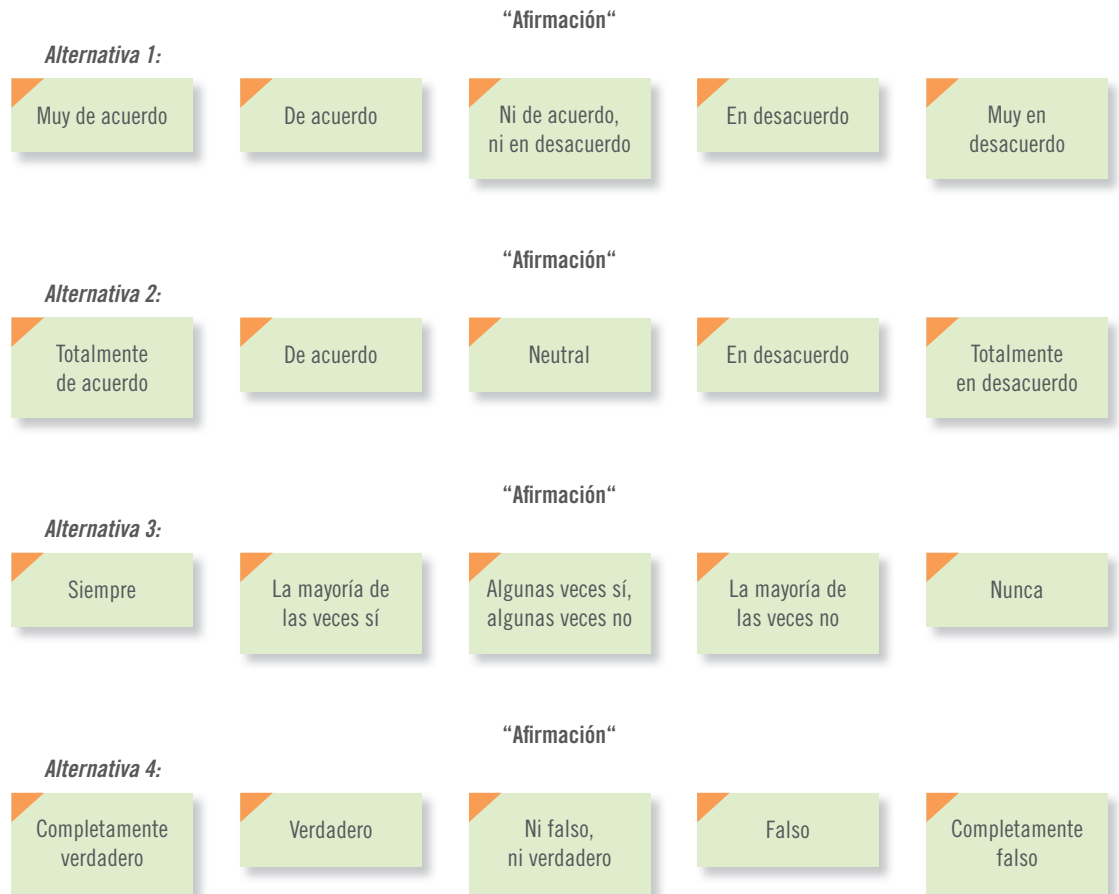 “Afirmación“
Alternativa 1:
Muy de acuerdo
De acuerdo
Ni de acuerdo,
ni en desacuerdo
En desacuerdo
Muy en
desacuerdo
“Afirmación“
Alternativa 2:
Totalmente
de acuerdo
De acuerdo
Neutral
En desacuerdo
Totalmente
en desacuerdo
“Afirmación“
Alternativa 3:
Siempre
La mayoría de
las veces sí
Algunas veces sí,
algunas veces no
La mayoría de
las veces no
Nunca
“Afirmación“
Alternativa 4:
Completamente
verdadero
Verdadero
Ni falso,
ni verdadero
Falso
Completamente
falso